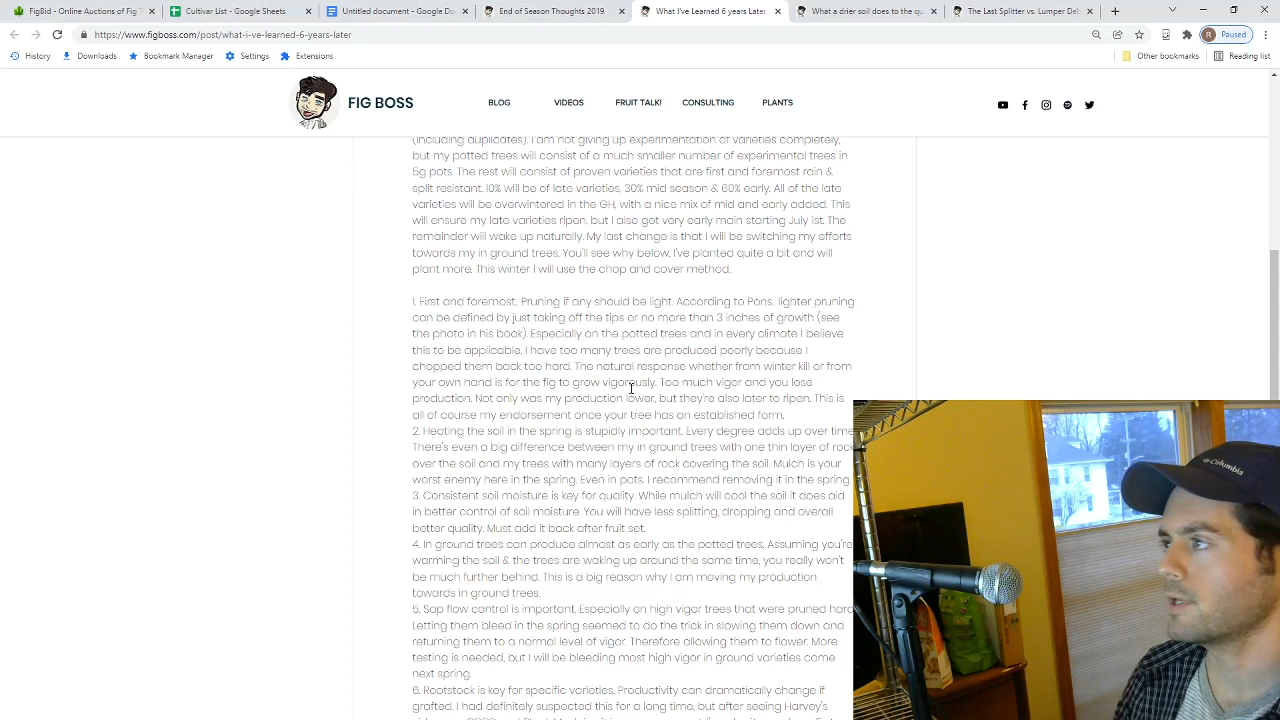 FigBid - Online Auctions of Fig T
Cultivar List - Google Sheets
Untitled document - Google Do
End of Season Thoughts 2019
What I've Learned 6 years Later.
What a drier soil does to the qu
The Last Splitter vs. Lumper Deb
https://www.figboss.com/post/what-i-ve-learned-6-years-later
R Paused
History
Downloads
Bookmark Manager
Settings
Extensions
Other bookmarks
Reading list
FIG BOSS
BLOG
VIDEOS
FRUIT TALK!
CONSULTING
PLANTS
(including duplicates). I am not giving up experimentation of varieties completely,
but my potted trees will consist of a much smaller number of experimental trees in
5g pots. The rest will consist of proven varieties that are first and foremost rain &
split resistant. 10% will be of late varieties, 30% mid season & 60% early. All of the late
varieties will be overwintered in the GH, with a nice mix of mid and early added. This
will ensure my late varieties ripen, but I also get very early main starting July 1st. The
remainder will wake up naturally. My last change is that I will be switching my efforts
towards my in ground trees. You'll see why below. I've planted quite a bit and will
plant more. This winter I will use the chop and cover method.
1. First and foremost.. Pruning if any should be light. According to Pons.. lighter pruning
can be defined by just taking off the tips or no more than 3 inches of growth (see
the photo in his book). Especially on the potted trees and in every climate I believe
this to be applicable. I have too many trees are produced poorly because I
chopped them back too hard. The natural response whether from winter kill or from
your own hand is for the fig to grow vigorously. Too much vigor and you lose
production. Not only was my production lower, but they're also later to ripen. This is
all of course my endorsement once your tree has an established form.
2. Heating the soil in the spring is stupidly important. Every degree adds up over time
There's even a big difference between my in ground trees with one thin layer of rock
over the soil and my trees with many layers of rock covering the soil. Mulch is your
worst enemy here in the spring. Even in pots. I recommend removing it in the spring.
3. Consistent soil moisture is key for quality. While mulch will cool the soil it does aid
in better control of soil moisture. You will have less splitting, dropping and overall
better quality. Must add it back after fruit set.
4. In ground trees can produce almost as early as the potted trees. Assuming you're
warming the soil & the trees are waking up around the same time, you really won't
be much further behind. This is a big reason why I am moving my production
towards in ground trees.
5. Sap flow control is important. Especially on high vigor trees that were pruned hard
Letting them bleed in the spring seemed to do the trick in slowing them down and
returning them to a normal level of vigor. Therefore allowing them to flower. More
testing is needed, but I will be bleeding most high vigor in ground varieties come
next spring.
6. Rootstock is key for specific varieties. Productivity can dramatically change if
grafted. I had definitely suspected this for a long time, but after seeing Harvey's
Columbia